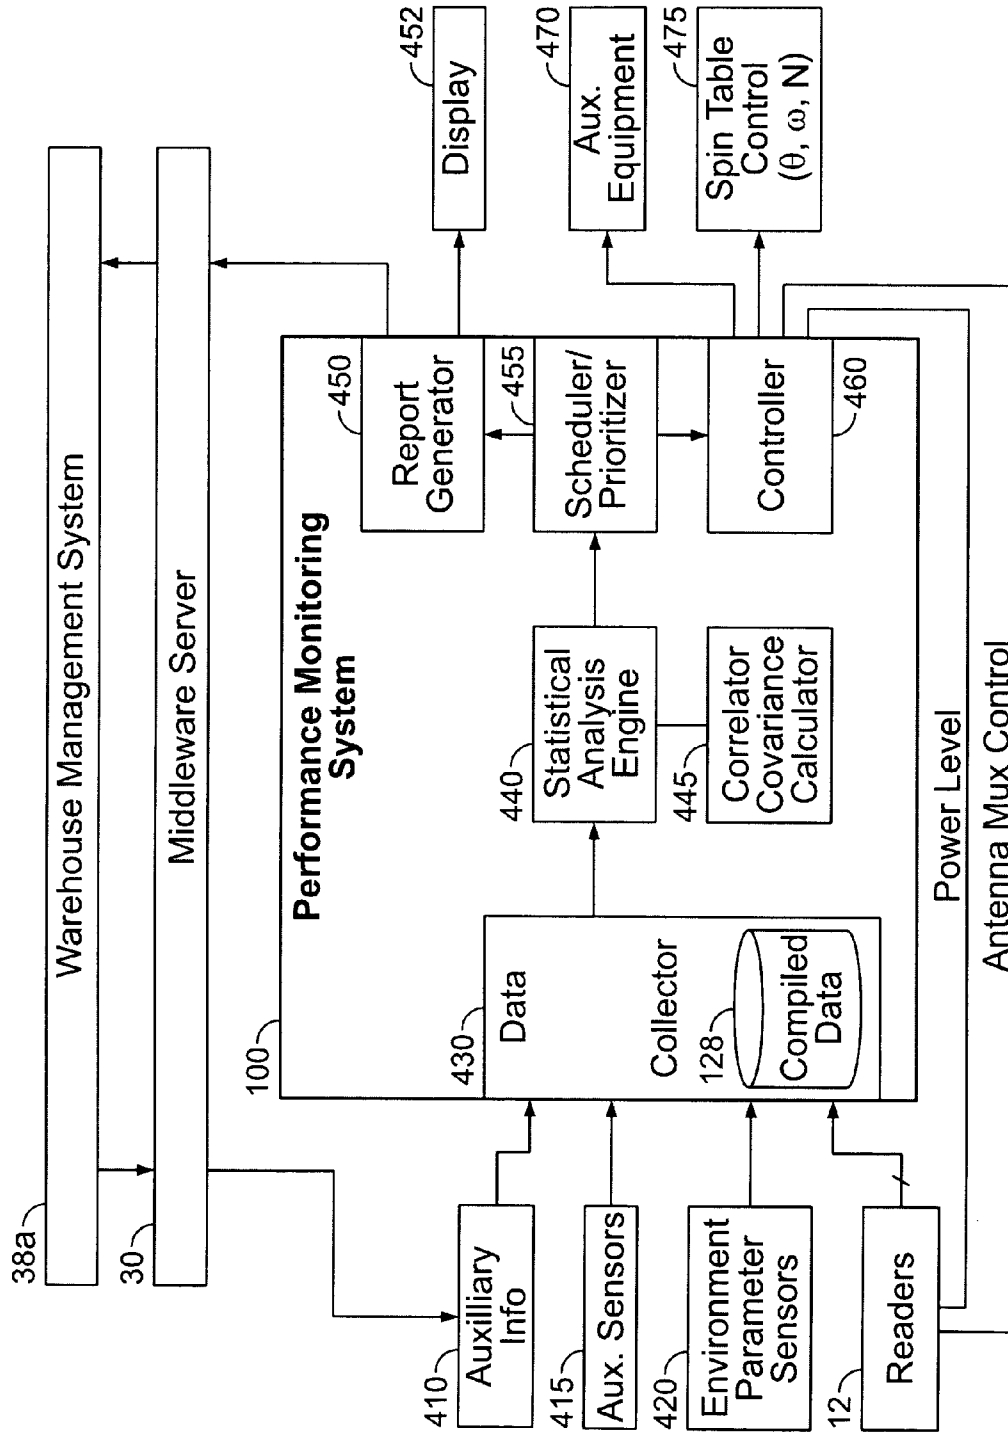 38a
Warehouse Management System
30
Middleware Server
100
Performance Monitoring
System
410
Auxilliary
Info
415
Aux. Sensors
420
Environment
Parameter
Sensors
12
Readers
430
Data
Collector
128
Compiled
Data
440
Statistical
Analysis
Engine
445
Correlator
Covariance
Calculator
450
Report
Generator
455
Scheduler/
Prioritizer
Controller
460
452
Display
470
Aux.
Equipment
475
Spin Table
Control
(θ, ω, N)
Power Level
Antenna Mux Control